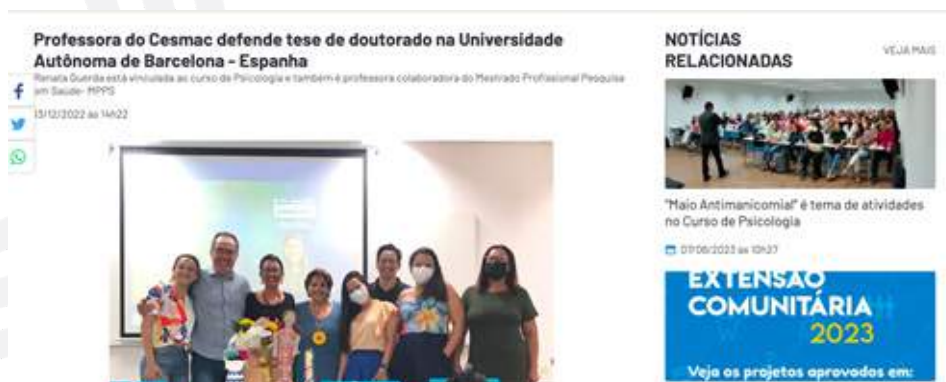 Professora do Cesmac defende tese de doutorado na Universidade
Autônoma de Barcelona - Espanha
Renata Guerda está vinculada ao curso de Psicologia e também é professora colaboradora do Mestrado Profissional Pesquisa
em Saúde- MPPS
13/12/2022 às 14h22
NOTÍCIAS
RELACIONADAS
VEJA MAIS
"Maio Antimanicomial" é tema de atividades
no Curso de Psicologia
07/06/2023 às 10h37
EXTENSÃO
COMUNITÁRIA
2023
Veja os projetos aprovados em: